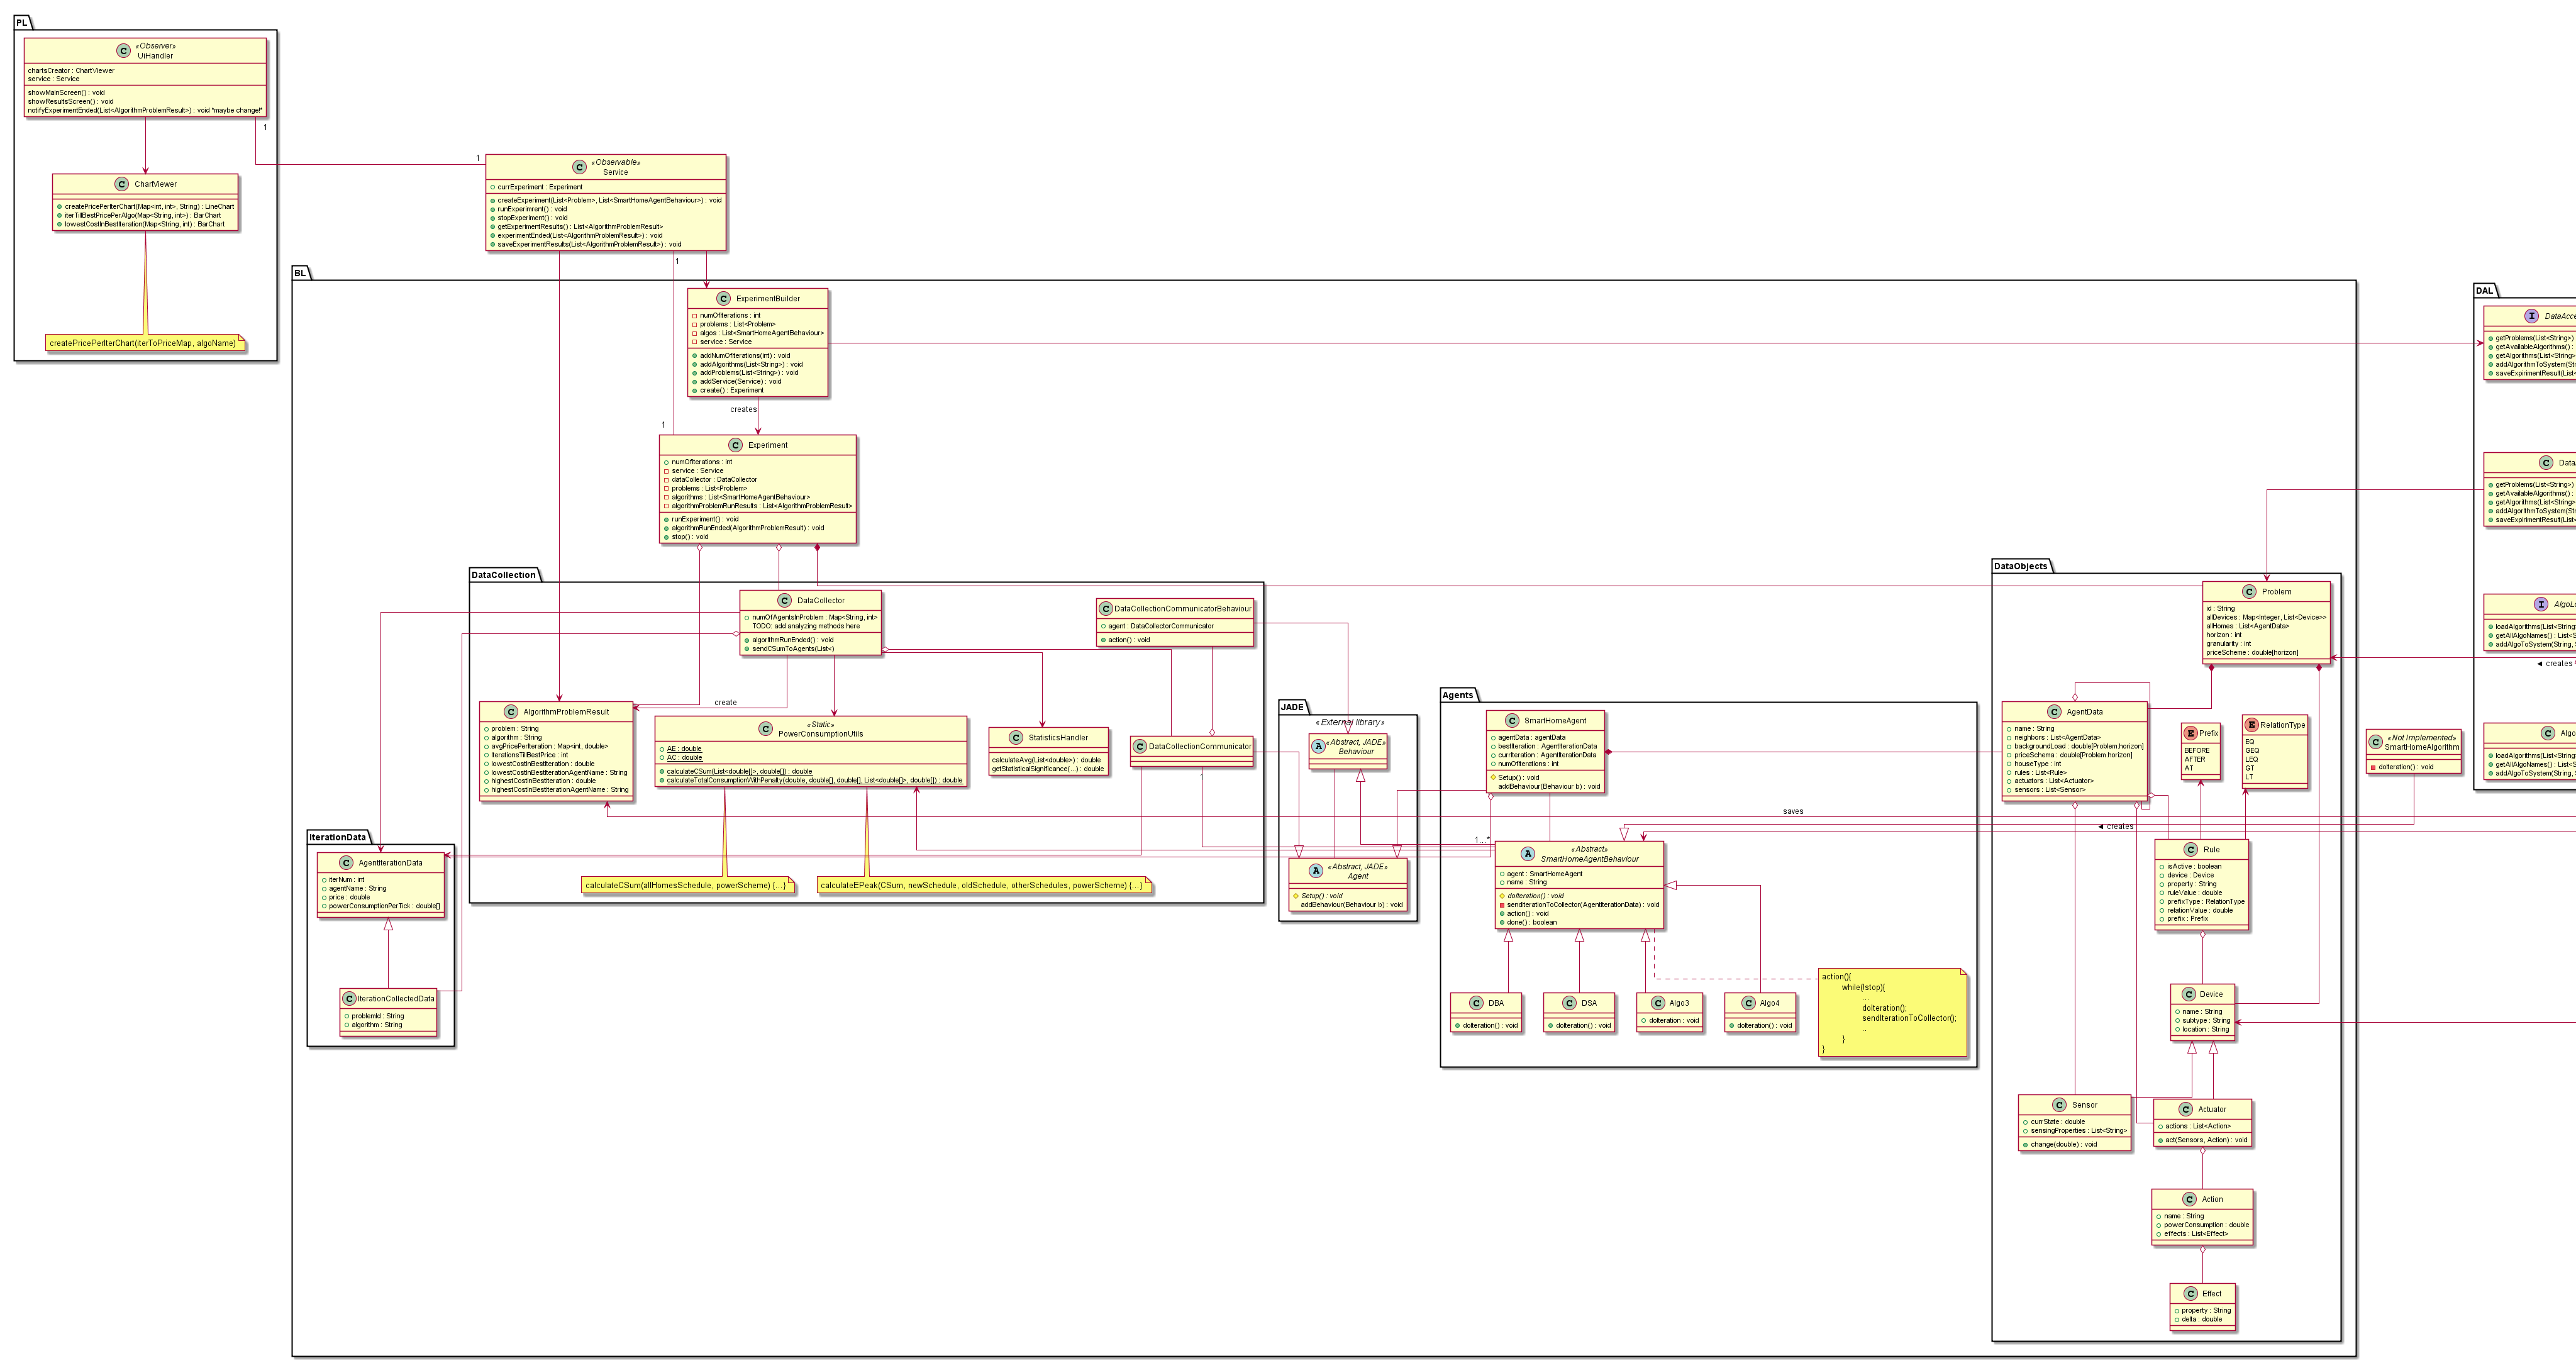 PL
«Observer»
UiHandler
chartsCreator : ChartViewer
service : Service
showMainScreen() : void
showResultsScreen() : void
notifyExperimentEnded(List<AlgorithmProblemResult>) : void *maybe change!*
1
1
ChartViewer
createPricePerIterChart(Map<int, int>, String) : LineChart
iterTillBestPricePerAlgo(Map<String, int>) : BarChart
lowestCostInBestIteration(Map<String, int) : BarChart
createPricePerIterChart(iterToPriceMap, algoName)
«Observable»
Service
currExperiment : Experiment
createExperiment(List<Problem>, List<SmartHomeAgentBehaviour>) : void
runExperimrent() : void
stopExperiment() : void
getExperimentResults() : List<AlgorithmProblemResult>
experimentEnded(List<AlgorithmProblemResult>) : void
saveExperimentResults(List<AlgorithmProblemResult>) : void
1
BL
ExperimentBuilder
numOfIterations : int
problems : List<Problem>
algos : List<SmartHomeAgentBehaviour>
service : Service
addNumOfIterations(int) : void
addAlgorithms(List<String>) : void
addProblems(List<String>) : void
addService(Service) : void
create() : Experiment
creates
1
Experiment
numOfIterations : int
service : Service
dataCollector : DataCollector
problems : List<Problem>
algorithms : List<SmartHomeAgentBehaviour>
algorithmProblemRunResults : List<AlgorithmProblemResult>
runExperiment() : void
algorithmRunEnded(AlgorithmProblemResult) : void
stop() : void
DataCollection
DataCollector
numOfAgentsInProblem : Map<String, int>
TODO: add analyzing methods here
algorithmRunEnded() : void
sendCSumToAgents(List<)
DataCollectionCommunicatorBehaviour
agent : DataCollectorCommunicator
action() : void
create
AlgorithmProblemResult
problem : String
algorithm : String
avgPricePerIteration : Map<int, double>
iterationsTillBestPrice : int
lowestCostInBestIteration : double
lowestCostInBestIterationAgentName : String
highestCostInBestIteration : double
highestCostInBestIterationAgentName : String
«Static»
PowerConsumptionUtils
AE : double
AC : double
calculateCSum(List<double[]>, double[]) : double
calculateTotalConsumptionWithPenalty(double, double[], double[], List<double[]>, double[]) : double
StatisticsHandler
calculateAvg(List<double>) : double
getStatisticalSignificance(...) : double
DataCollectionCommunicator
1
calculateCSum(allHomesSchedule, powerScheme) {...}
calculateEPeak(CSum, newSchedule, oldSchedule, otherSchedules, powerScheme) {...}
IterationData
AgentIterationData
iterNum : int
agentName : String
price : double
powerConsumptionPerTick : double[]
IterationCollectedData
problemId : String
algorithm : String
JADE
«External library»
«Abstract, JADE»
Behaviour
«Abstract, JADE»
Agent
Setup() : void
addBehaviour(Behaviour b) : void
Agents
SmartHomeAgent
agentData : agentData
bestIteration : AgentIterationData
currIteration : AgentIterationData
numOfIterations : int
Setup() : void
addBehaviour(Behaviour b) : void
1...*
«Abstract»
SmartHomeAgentBehaviour
agent : SmartHomeAgent
name : String
doIteration() : void
sendIterationToCollector(AgentIterationData) : void
action() : void
done() : boolean
DBA
doIteration() : void
DSA
doIteration() : void
Algo3
doIteration : void
Algo4
doIteration() : void
action(){
while(!stop){
...
doIteration();
sendIterationToCollector();
..
}
}
saves
◄ creates
DataObjects
Problem
id : String
allDevices : Map<Integer, List<Device>>
allHomes : List<AgentData>
horizon : int
granularity : int
priceScheme : double[horizon]
AgentData
name : String
neighbors : List<AgentData>
backgroundLoad : double[Problem.horizon]
priceSchema : double[Problem.horizon]
houseType : int
rules : List<Rule>
actuators : List<Actuator>
sensors : List<Sensor>
Prefix
BEFORE
AFTER
AT
RelationType
EQ
GEQ
LEQ
GT
LT
Rule
isActive : boolean
device : Device
property : String
ruleValue : double
prefixType : RelationType
relationValue : double
prefix : Prefix
Device
name : String
subtype : String
location : String
Sensor
currState : double
sensingProperties : List<String>
change(double) : void
Actuator
actions : List<Action>
act(Sensors, Action) : void
Action
name : String
powerConsumption : double
effects : List<Effect>
Effect
property : String
delta : double
«Not Implemented»
SmartHomeAlgorithm
doIteration() : void
DAL
DataAcce
getProblems(List<String>)
getAvailableAlgorithms() :
getAlgorithms(List<String>
addAlgorithmToSystem(Str
saveExpirimentResult(List<
Data
getProblems(List<String>)
getAvailableAlgorithms() :
getAlgorithms(List<String>
addAlgorithmToSystem(Str
saveExpirimentResult(List<
AlgoLo
loadAlgorithms(List<String
getAllAlgoNames() : List<S
addAlgoToSystem(String,
◄ creates
Algo
loadAlgorithms(List<String
getAllAlgoNames() : List<S
addAlgoToSystem(String,